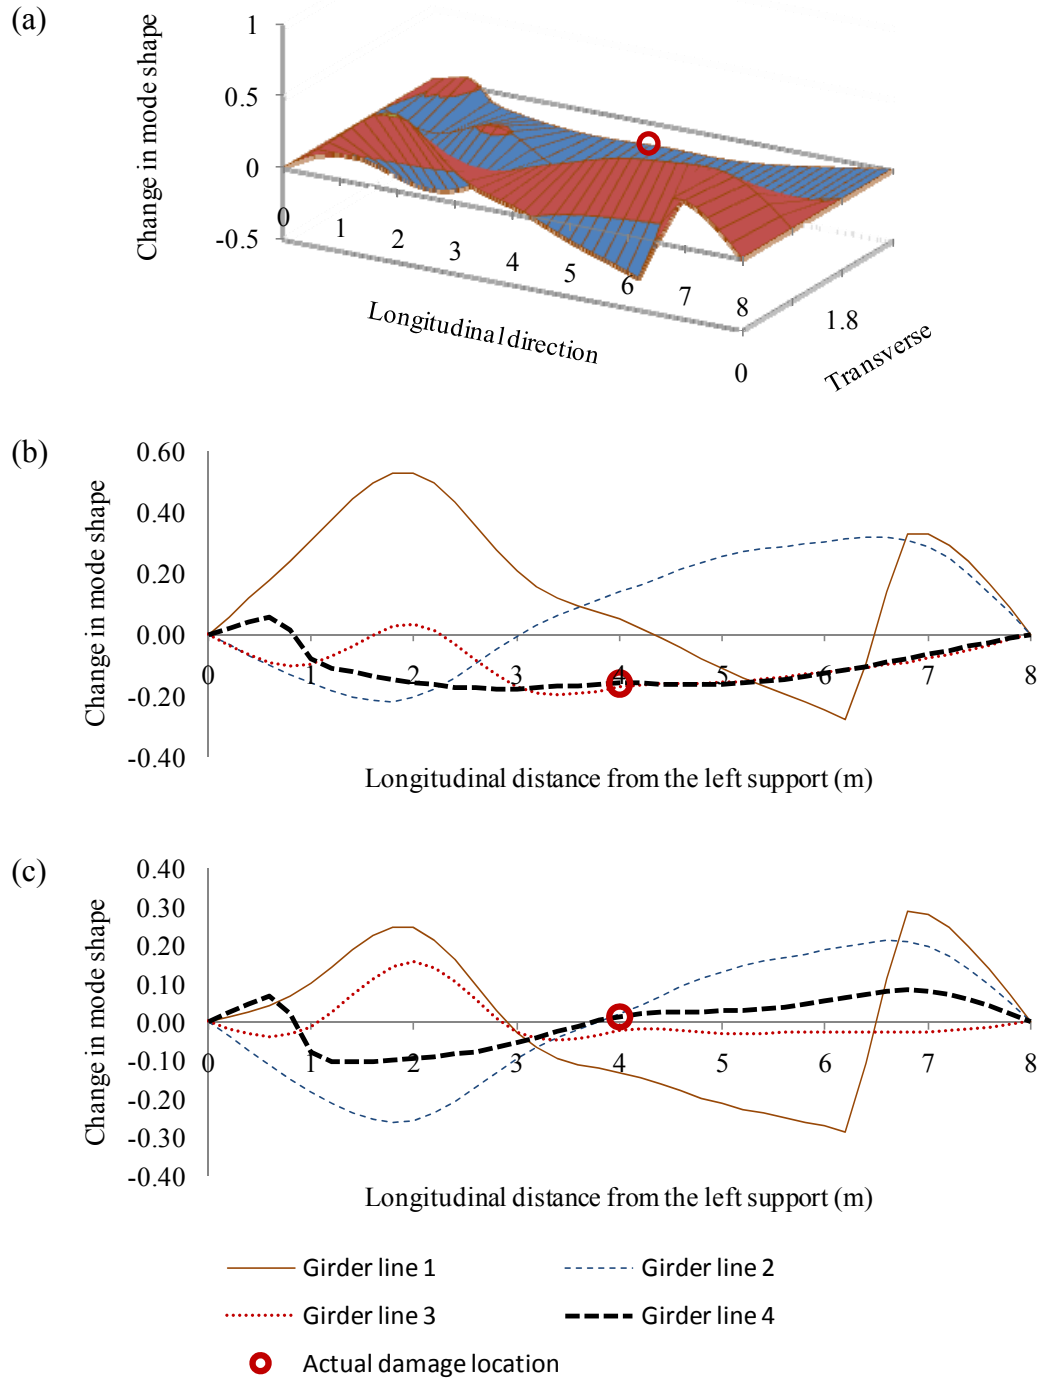 (a)
1
0.5
0
-0.5
Change in mode shape
0 1 2 3 4 5 6 7 8
Longitudinal direction
0
1.8
Transverse
(b)
0.60
0.40
0.20
0.00
-0.20
-0.40
Change in mode shape
0 1 2 3 4 5 6 7 8
Longitudinal distance from the left support (m)
(c)
0.40
0.30
0.20
0.10
0.00
-0.10
-0.20
-0.30
-0.40
Change in mode shape
0 1 2 3 4 5 6 7 8
Longitudinal distance from the left support (m)
Girder line 1 Girder line 2
Girder line 3 Girder line 4
Actual damage location